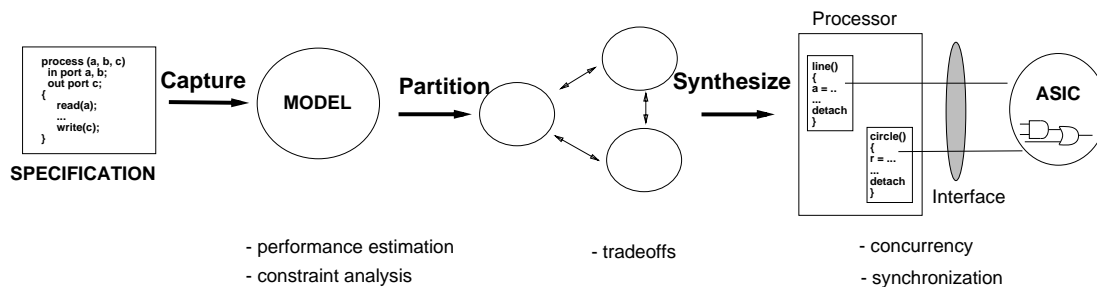 process (a, b, c)
in port a, b;
out port c;
{
read(a);
...
write(c);
}
SPECIFICATION
Capture
MODEL
Partition
Synthesize
Processor
line()
{
a = ..
...
detach
}
circle()
{
r = ...
...
detach
}
Interface
ASIC
- performance estimation
- constraint analysis
- tradeoffs
- concurrency
- synchronization